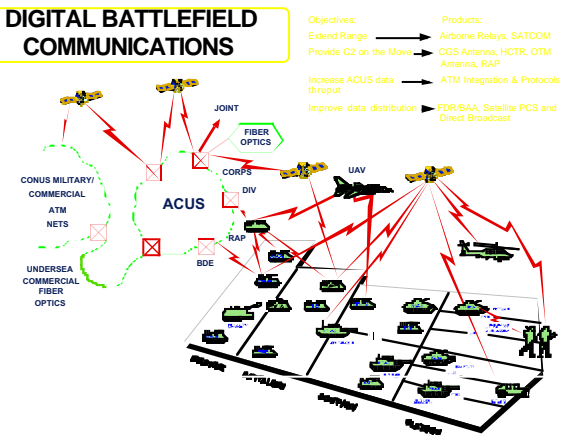 DIGITAL BATTLEFIELD
COMMUNICATIONS
Objectives: Products:
Extend Range Airborne Relays, SATCOM
Provide C2 on the Move CGS Antenna, HCTR, OTM
Antenna, RAP
Increase ACUS data ATM Integration & Protocols
thruput
Improve data distribution FDR/BAA, Satellite PCS and
Direct Broadcast
JOINT
FIBER
OPTICS
CORPS
UAV
CONUS MILITARY/
COMMERCIAL
ATM
NETS
DIV
ACUS
RAP
BDE
UNDERSEA
COMMERCIAL
FIBER
OPTICS